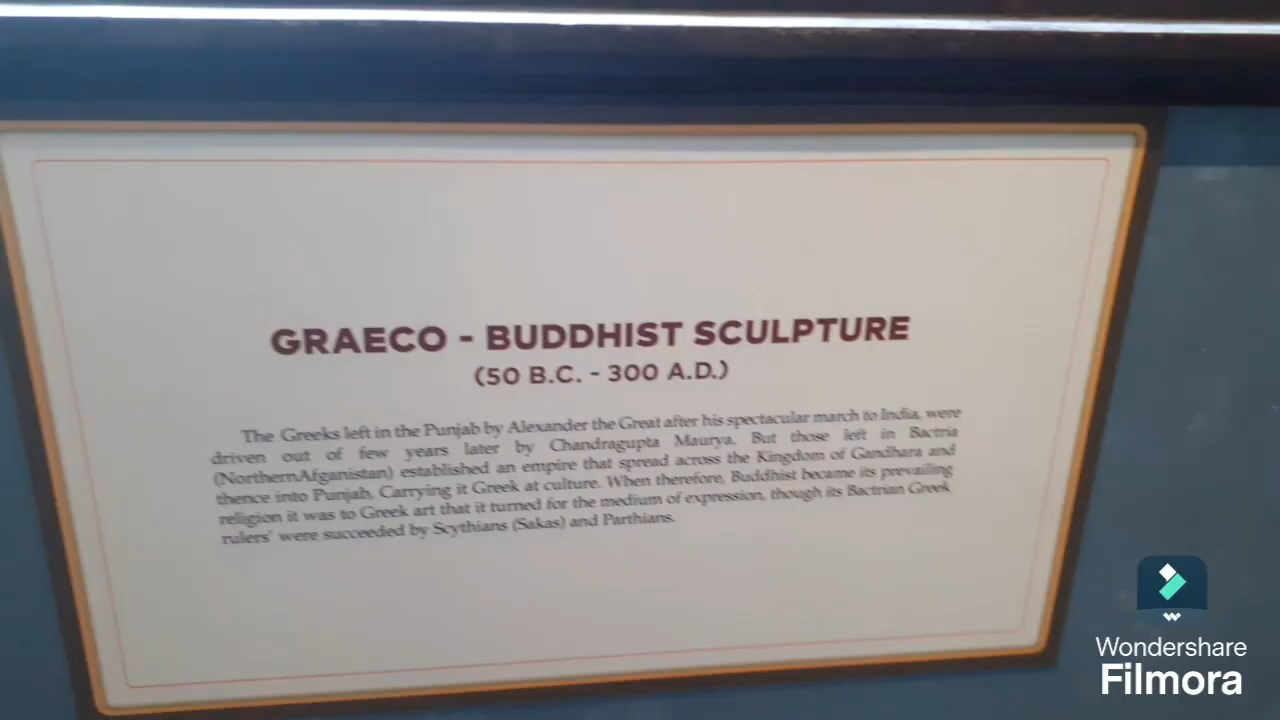 GRAECO - BUDDHIST SCULPTURE
(50 B.C. - 300 A.D.)
The Greeks left in the Punjab by Alexander the Great after his spectacular march to India, were
driven out of few years later by Chandragupta Maurya. But those left in Bactria
(NorthernAfganistan) established an empire that spread across the Kingdom of Gandhara and
thence into Punjab, Carrying it Greek at culture. When therefore, Buddhist became its prevailing
religion it was to Greek art that it turned for the medium of expression, though its Bactrian Greek
rulers' were succeeded by Scythians (Sakas) and Parthians.
Wondershare
Filmora